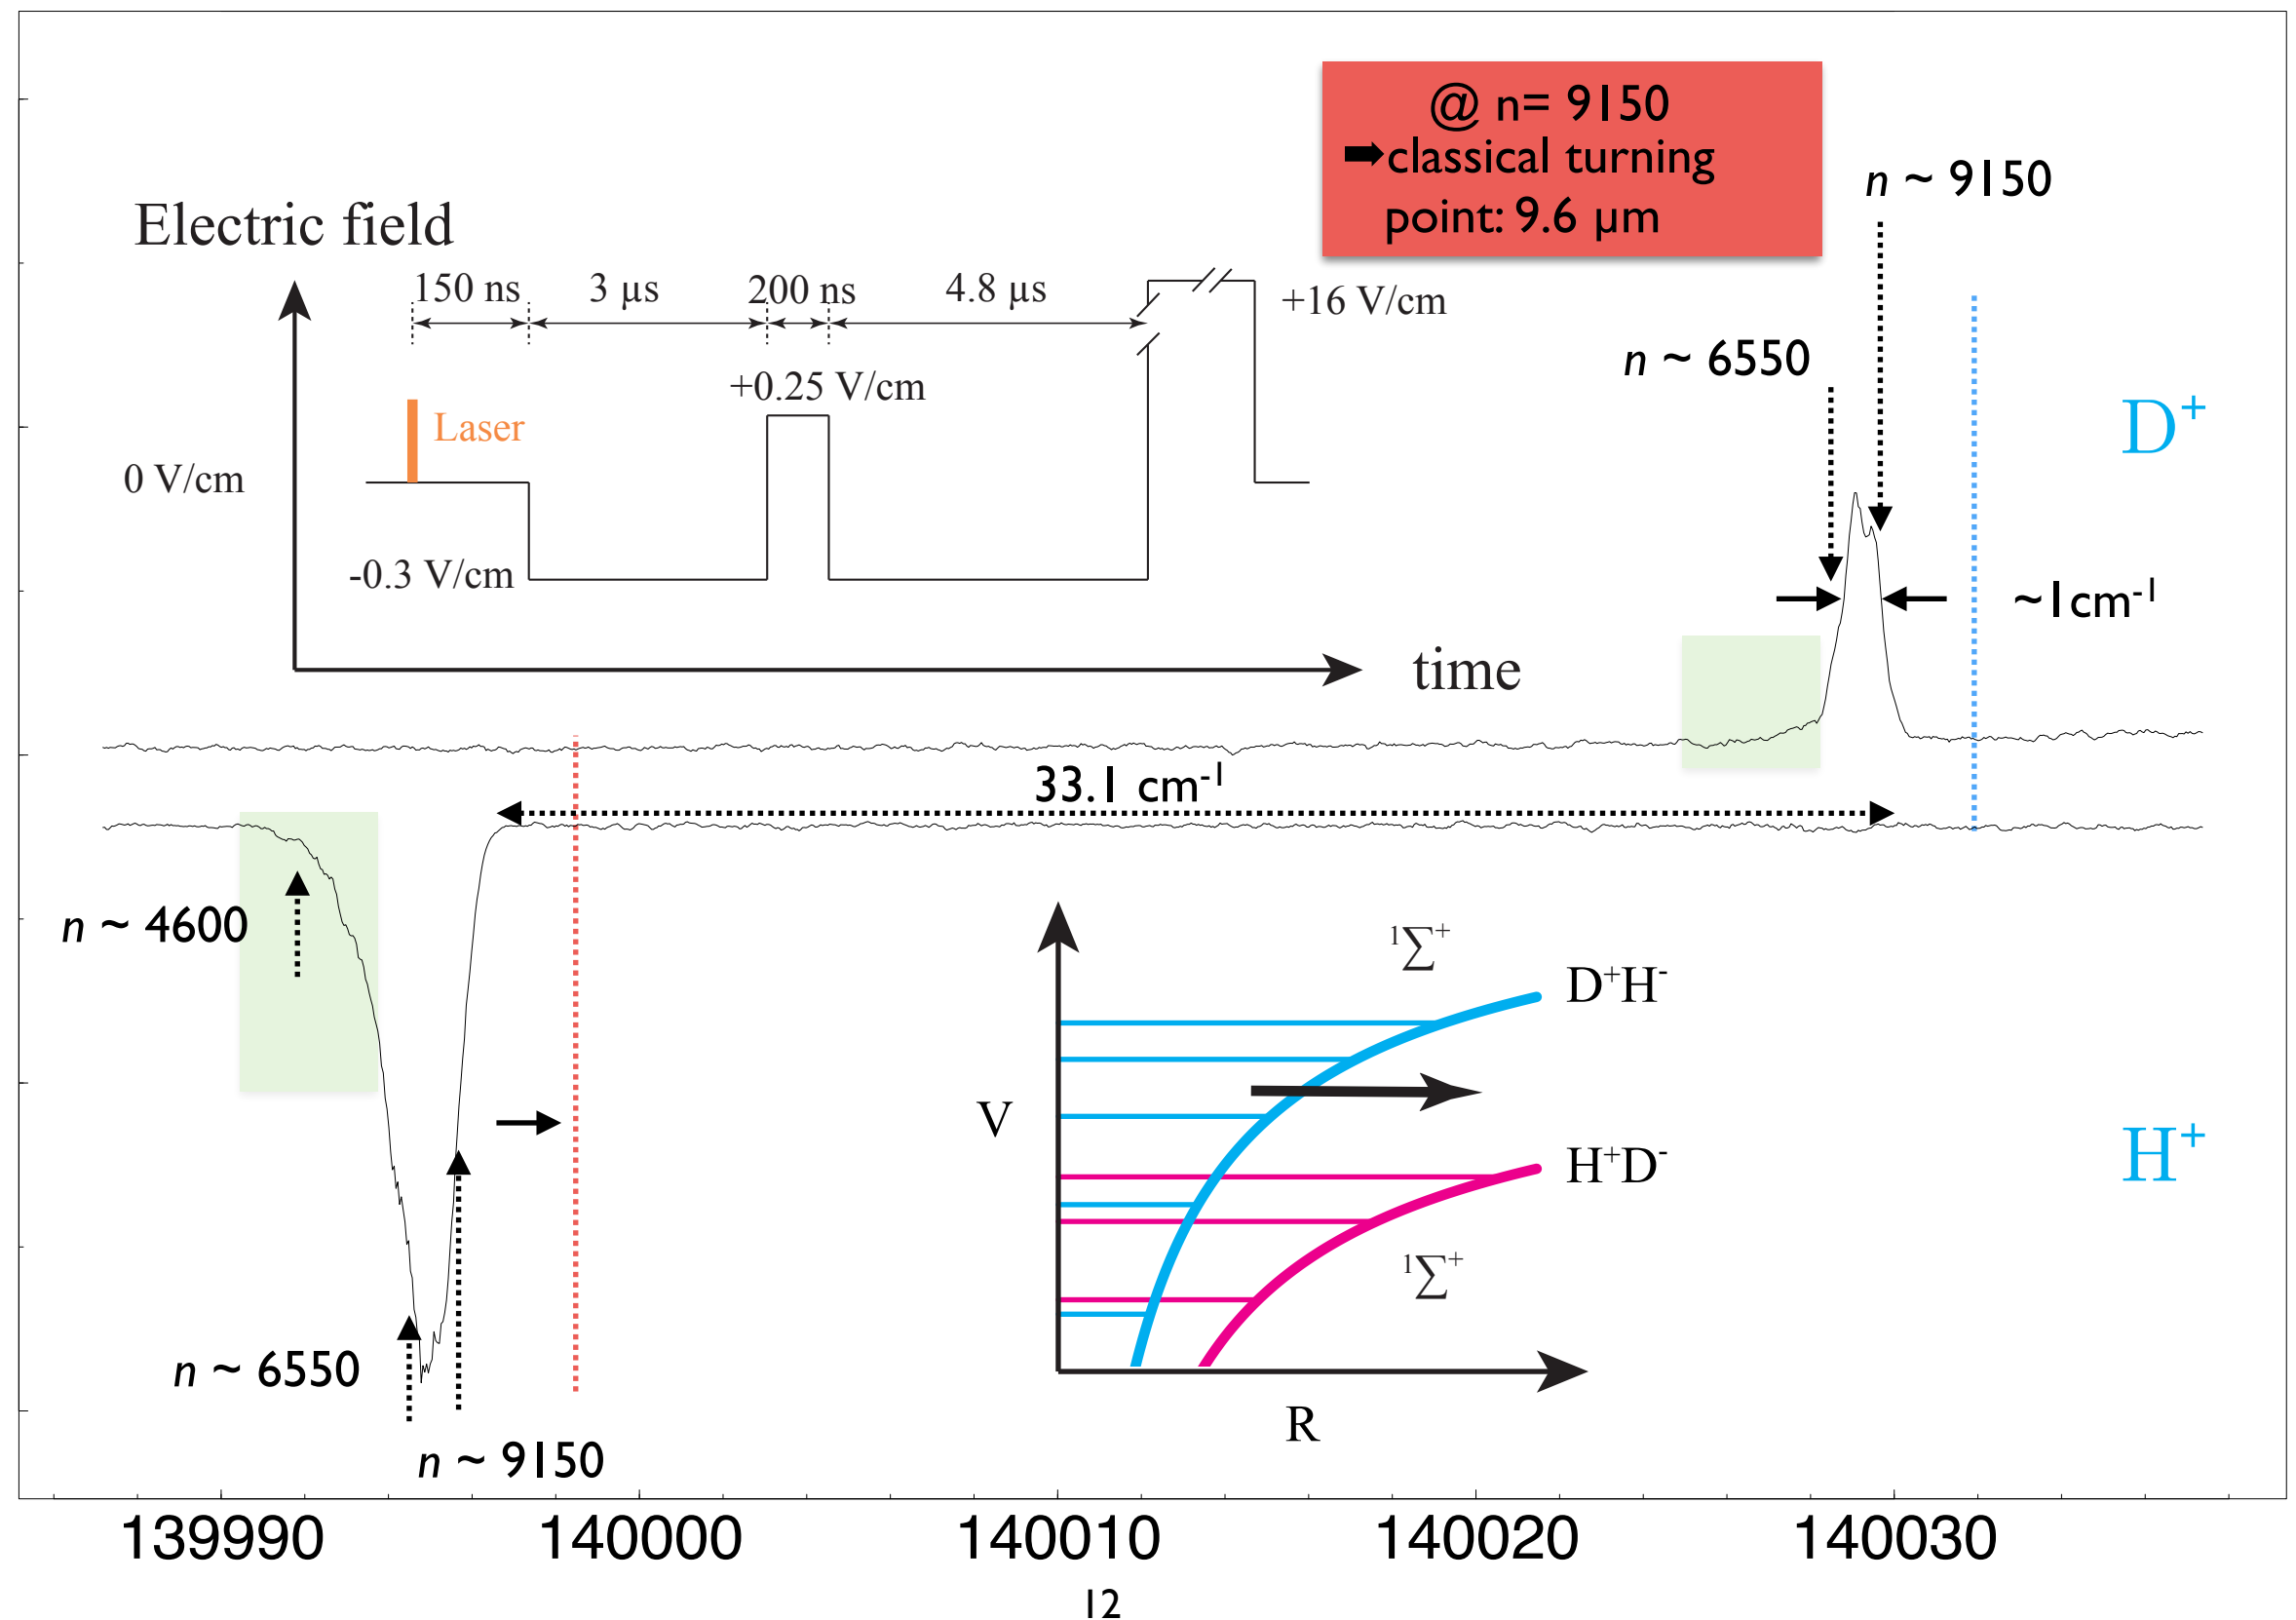 @ n= 9150
➡classical turning
point: 9.6 µm
n ~ 9150
Electric field
150 ns
3 µs
200 ns
4.8 µs
+16 V/cm
n ~ 6550
+0.25 V/cm
Laser
D⁺
0 V/cm
-0.3 V/cm
~1cm⁻¹
time
33.1 cm⁻¹
n ~ 4600
¹Σ⁺
D⁺H⁻
V
H⁺D⁻
H⁺
¹Σ⁺
n ~ 6550
R
n ~ 9150
139990
140000
140010
140020
140030
12